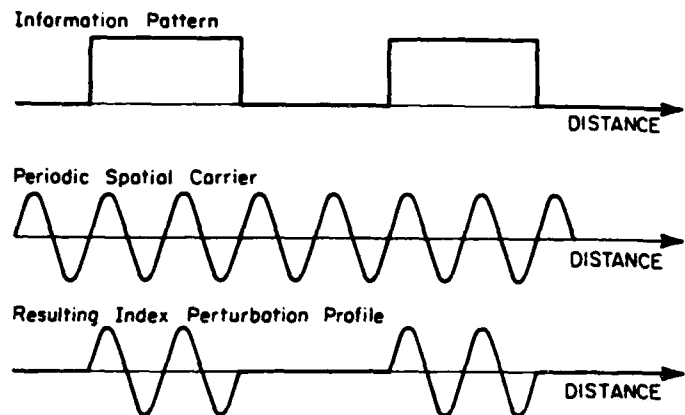 Information Pattern
DISTANCE
Periodic Spatial Carrier
DISTANCE
Resulting Index Perturbation Profile
DISTANCE